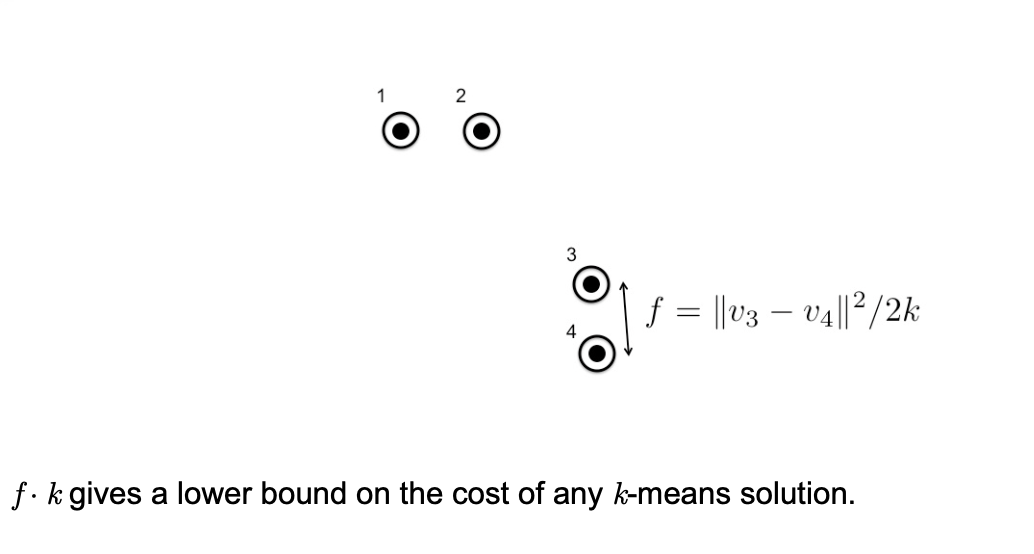 1 2
3
f = ||v₃ − v₄||²/2k
4
f · k gives a lower bound on the cost of any k-means solution.